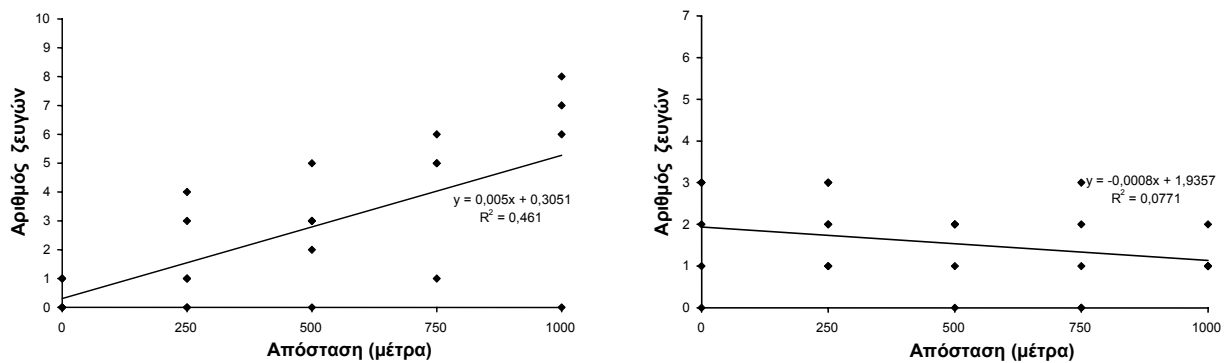 10
9
8
7
6
5
4
3
2
1
0
Αριθμός ζευγών
y = 0,005x + 0,3051
R² = 0,461
0 250 500 750 1000
Απόσταση (μέτρα)
7
6
5
4
3
2
1
0
Αριθμός ζευγών
y = -0,0008x + 1,9357
R² = 0,0771
0 250 500 750 1000
Απόσταση (μέτρα)